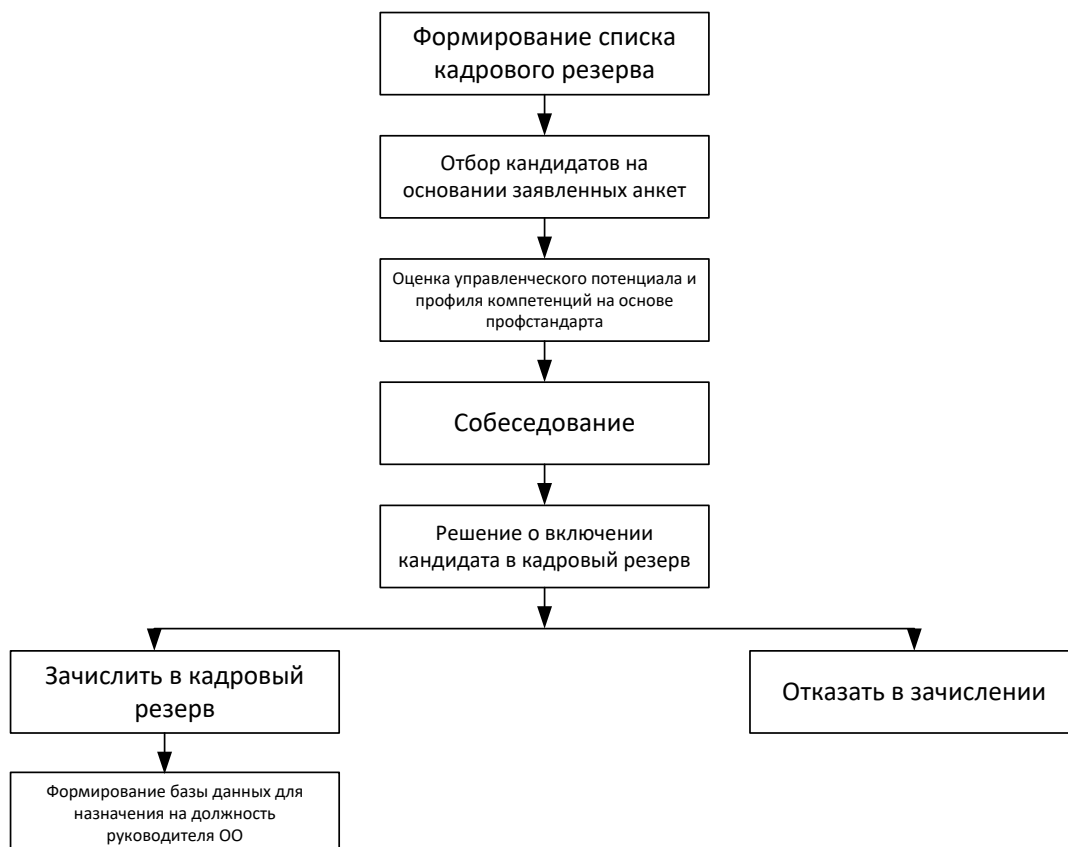 Формирование списка
кадрового резерва
Отбор кандидатов на
основании заявленных анкет
Оценка управленческого потенциала и
профиля компетенций на основе
профстандарта
Собеседование
Решение о включении
кандидата в кадровый резерв
Зачислить в кадровый
резерв
Отказать в зачислении
Формирование базы данных для
назначения на должность
руководителя ОО